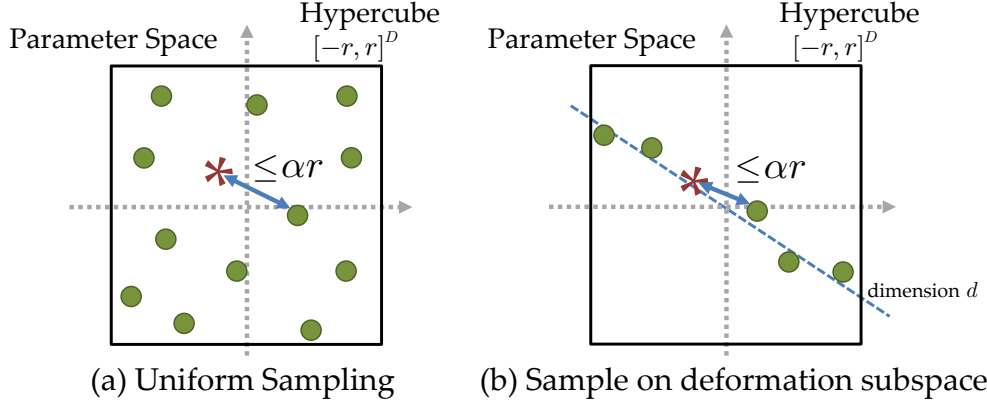 Parameter Space
Hypercube
[−r, r]^D
≤αr
(a) Uniform Sampling
Parameter Space
Hypercube
[−r, r]^D
≤αr
dimension d
(b) Sample on deformation subspace